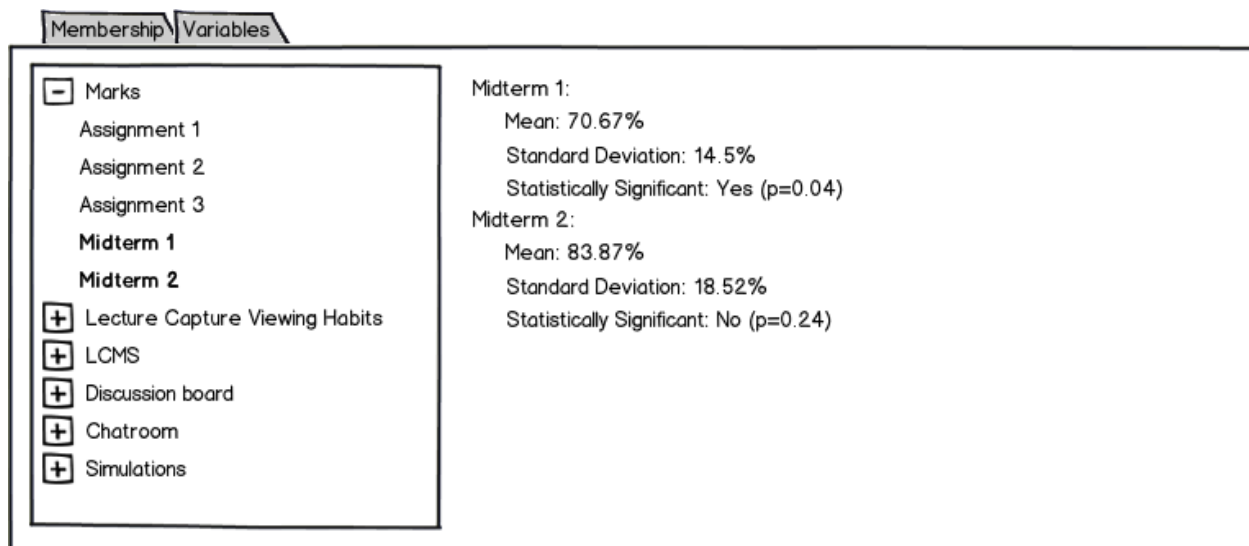 Membership
Variables
Marks
Assignment 1
Assignment 2
Assignment 3
Midterm 1
Midterm 2
Lecture Capture Viewing Habits
LCMS
Discussion board
Chatroom
Simulations
Midterm 1:
Mean: 70.67%
Standard Deviation: 14.5%
Statistically Significant: Yes (p=0.04)
Midterm 2:
Mean: 83.87%
Standard Deviation: 18.52%
Statistically Significant: No (p=0.24)